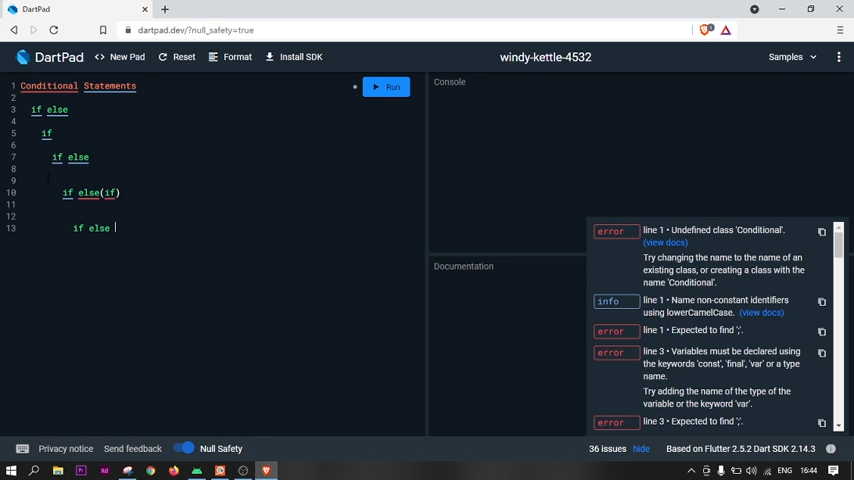 DartPad
dartpad.dev/?null_safety=true
1
DartPad
<> New Pad
Reset
Format
Install SDK
windy-kettle-4532
Samples
1 Conditional Statements
2
3 if else
4
5 if
6
7 if else
8
9
10 if else(if)
11
12
13 if else
Run
Console
Documentation
error line 1 • Undefined class 'Conditional'.
(view docs)
Try changing the name to the name of an
existing class, or creating a class with the
name 'Conditional'.
info line 1 • Name non-constant identifiers
using lowerCamelCase. (view docs)
error line 1 • Expected to find ';'.
error line 3 • Variables must be declared using
the keywords 'const', 'final', 'var' or a type
name.
Try adding the name of the type of the
variable or the keyword 'var'.
error line 3 • Expected to find ';'.
Privacy notice Send feedback Null Safety 36 issues hide Based on Flutter 2.5.2 Dart SDK 2.14.3
Pr Xd ENG 16:44